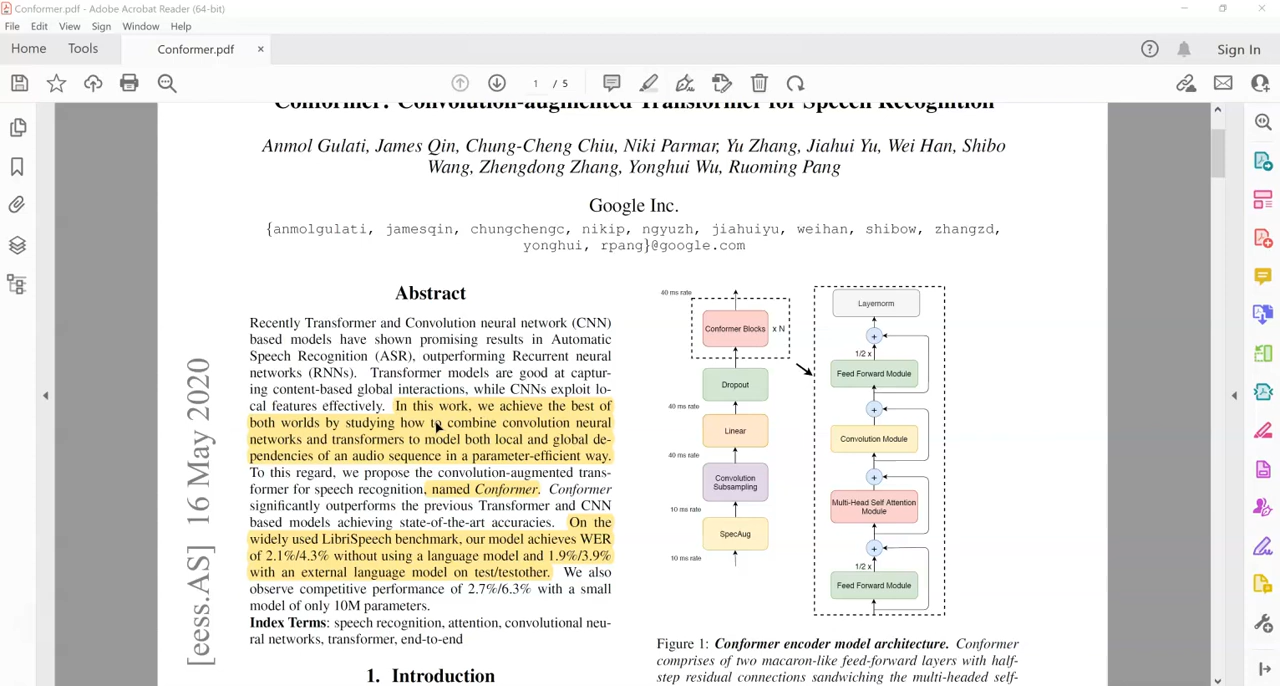 Conformer.pdf - Adobe Acrobat Reader (64-bit)
File Edit View Sign Window Help
Home Tools Conformer.pdf × Sign In
1 / 5
Conformer: Convolution-augmented Transformer for Speech Recognition
Anmol Gulati, James Qin, Chung-Cheng Chiu, Niki Parmar, Yu Zhang, Jiahui Yu, Wei Han, Shibo
Wang, Zhengdong Zhang, Yonghui Wu, Ruoming Pang
Google Inc.
{anmolgulati, jamesqin, chungchengc, nikip, ngyuzh, jiahuiyu, weihan, shibow, zhangzd,
yonghui, rpang}@google.com
[eess.AS] 16 May 2020
Abstract
Recently Transformer and Convolution neural network (CNN)
based models have shown promising results in Automatic
Speech Recognition (ASR), outperforming Recurrent neural
networks (RNNs). Transformer models are good at captur-
ing content-based global interactions, while CNNs exploit lo-
cal features effectively. In this work, we achieve the best of
both worlds by studying how to combine convolution neural
networks and transformers to model both local and global de-
pendencies of an audio sequence in a parameter-efficient way.
To this regard, we propose the convolution-augmented trans-
former for speech recognition, named Conformer. Conformer
significantly outperforms the previous Transformer and CNN
based models achieving state-of-the-art accuracies. On the
widely used LibriSpeech benchmark, our model achieves WER
of 2.1%/4.3% without using a language model and 1.9%/3.9%
with an external language model on test/testother. We also
observe competitive performance of 2.7%/6.3% with a small
model of only 10M parameters.
Index Terms: speech recognition, attention, convolutional neu-
ral networks, transformer, end-to-end
1. Introduction
40 ms rate
Conformer Blocks x N
Dropout
40 ms rate
Linear
40 ms rate
Convolution
Subsampling
10 ms rate
SpecAug
10 ms rate
Layernorm
+
1/2 x
Feed Forward Module
+
Convolution Module
+
Multi-Head Self Attention
Module
+
1/2 x
Feed Forward Module
Figure 1: Conformer encoder model architecture. Conformer
comprises of two macaron-like feed-forward layers with half-
step residual connections sandwiching the multi-headed self-